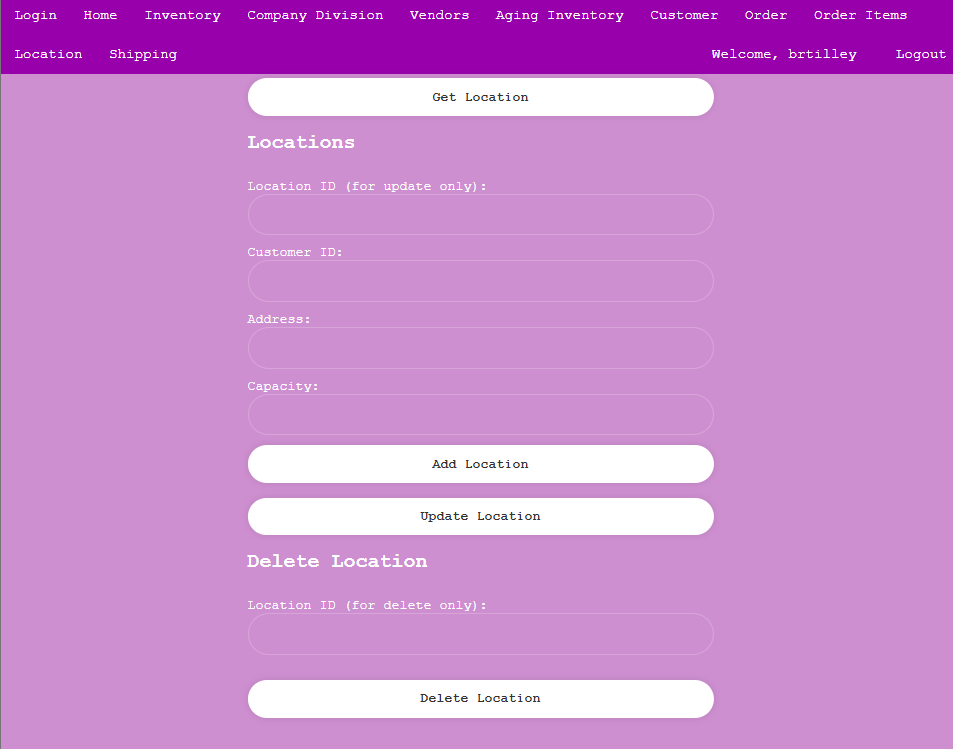 Login Home Inventory Company Division Vendors Aging Inventory Customer Order Order Items
Location Shipping Welcome, brtilley Logout
Get Location
Locations
Location ID (for update only):
Customer ID:
Address:
Capacity:
Add Location
Update Location
Delete Location
Location ID (for delete only):
Delete Location